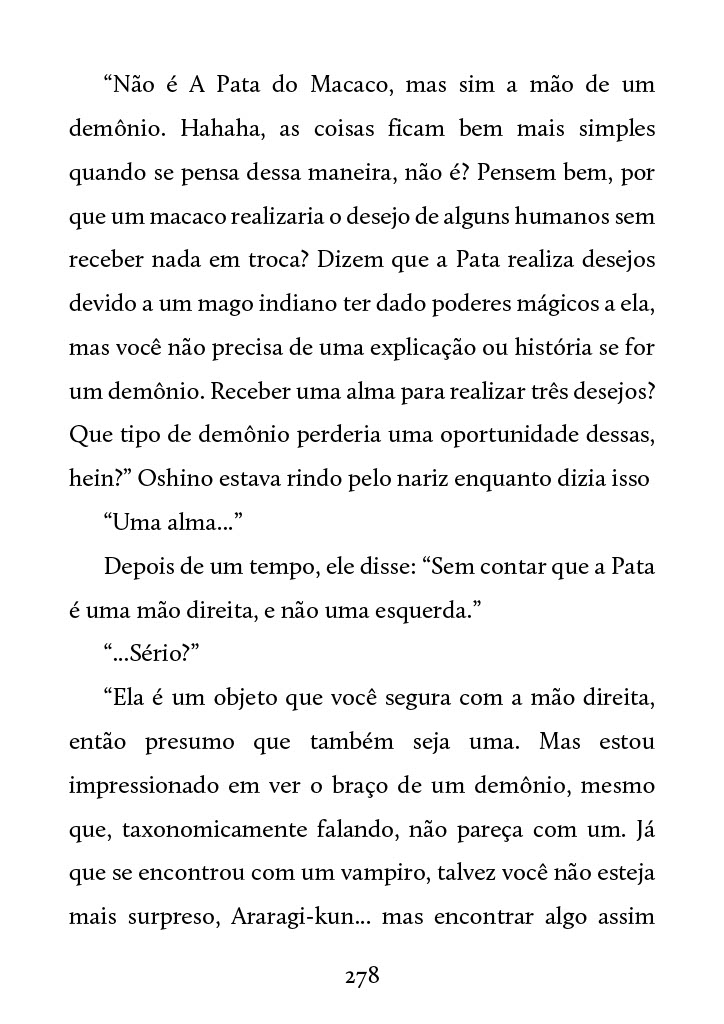 “Não é A Pata do Macaco, mas sim a mão de um
demônio. Hahaha, as coisas ficam bem mais simples
quando se pensa dessa maneira, não é? Pensem bem, por
que um macaco realizaria o desejo de alguns humanos sem
receber nada em troca? Dizem que a Pata realiza desejos
devido a um mago indiano ter dado poderes mágicos a ela,
mas você não precisa de uma explicação ou história se for
um demônio. Receber uma alma para realizar três desejos?
Que tipo de demônio perderia uma oportunidade dessas,
hein?” Oshino estava rindo pelo nariz enquanto dizia isso
“Uma alma...”
Depois de um tempo, ele disse: “Sem contar que a Pata
é uma mão direita, e não uma esquerda.”
“...Sério?”
“Ela é um objeto que você segura com a mão direita,
então presumo que também seja uma. Mas estou
impressionado em ver o braço de um demônio, mesmo
que, taxonomicamente falando, não pareça com um. Já
que se encontrou com um vampiro, talvez você não esteja
mais surpreso, Araragi-kun... mas encontrar algo assim
278